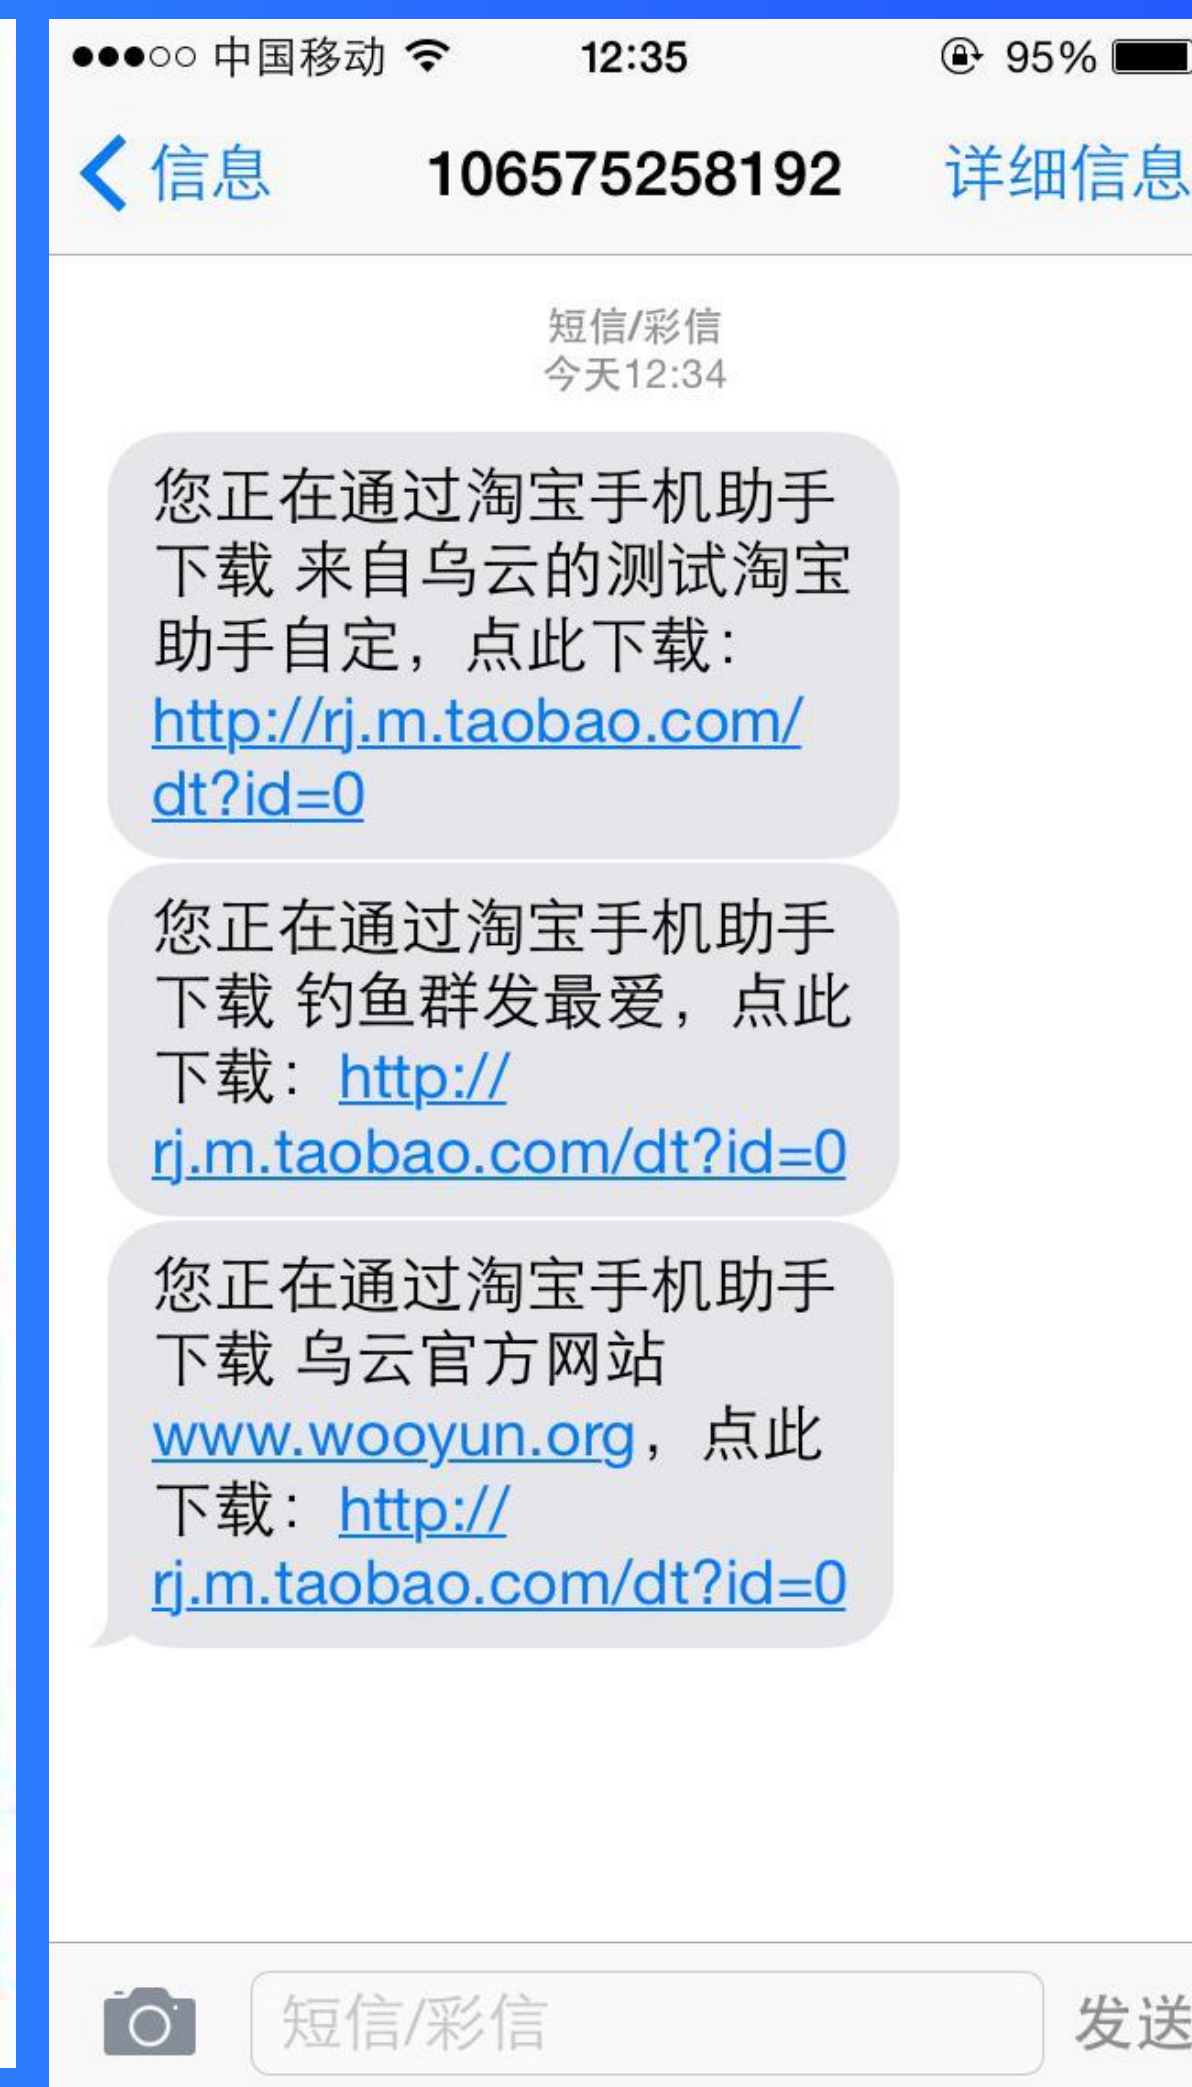 中国移动 12:35 95%
信息 106575258192 详细信息
短信/彩信
今天12:34
您正在通过淘宝手机助手
下载 来自乌云的测试淘宝
助手自定，点此下载：
http://rj.m.taobao.com/
dt?id=0
您正在通过淘宝手机助手
下载 钓鱼群发最爱，点此
下载：http://
rj.m.taobao.com/dt?id=0
您正在通过淘宝手机助手
下载 乌云官方网站
www.wooyun.org，点此
下载：http://
rj.m.taobao.com/dt?id=0
短信/彩信 发送